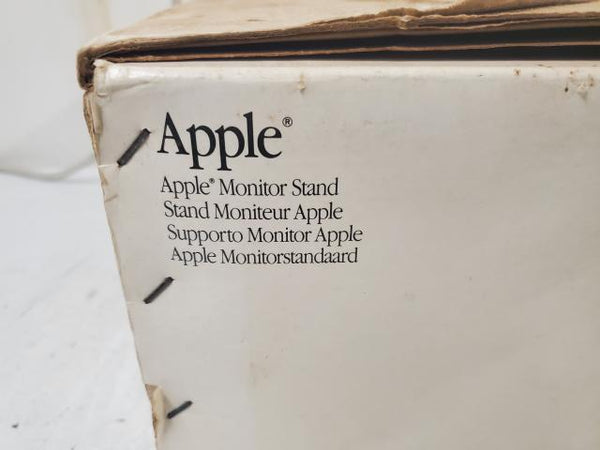 Apple®
Apple® Monitor Stand
Stand Moniteur Apple
Supporto Monitor Apple
Apple Monitorstandaard